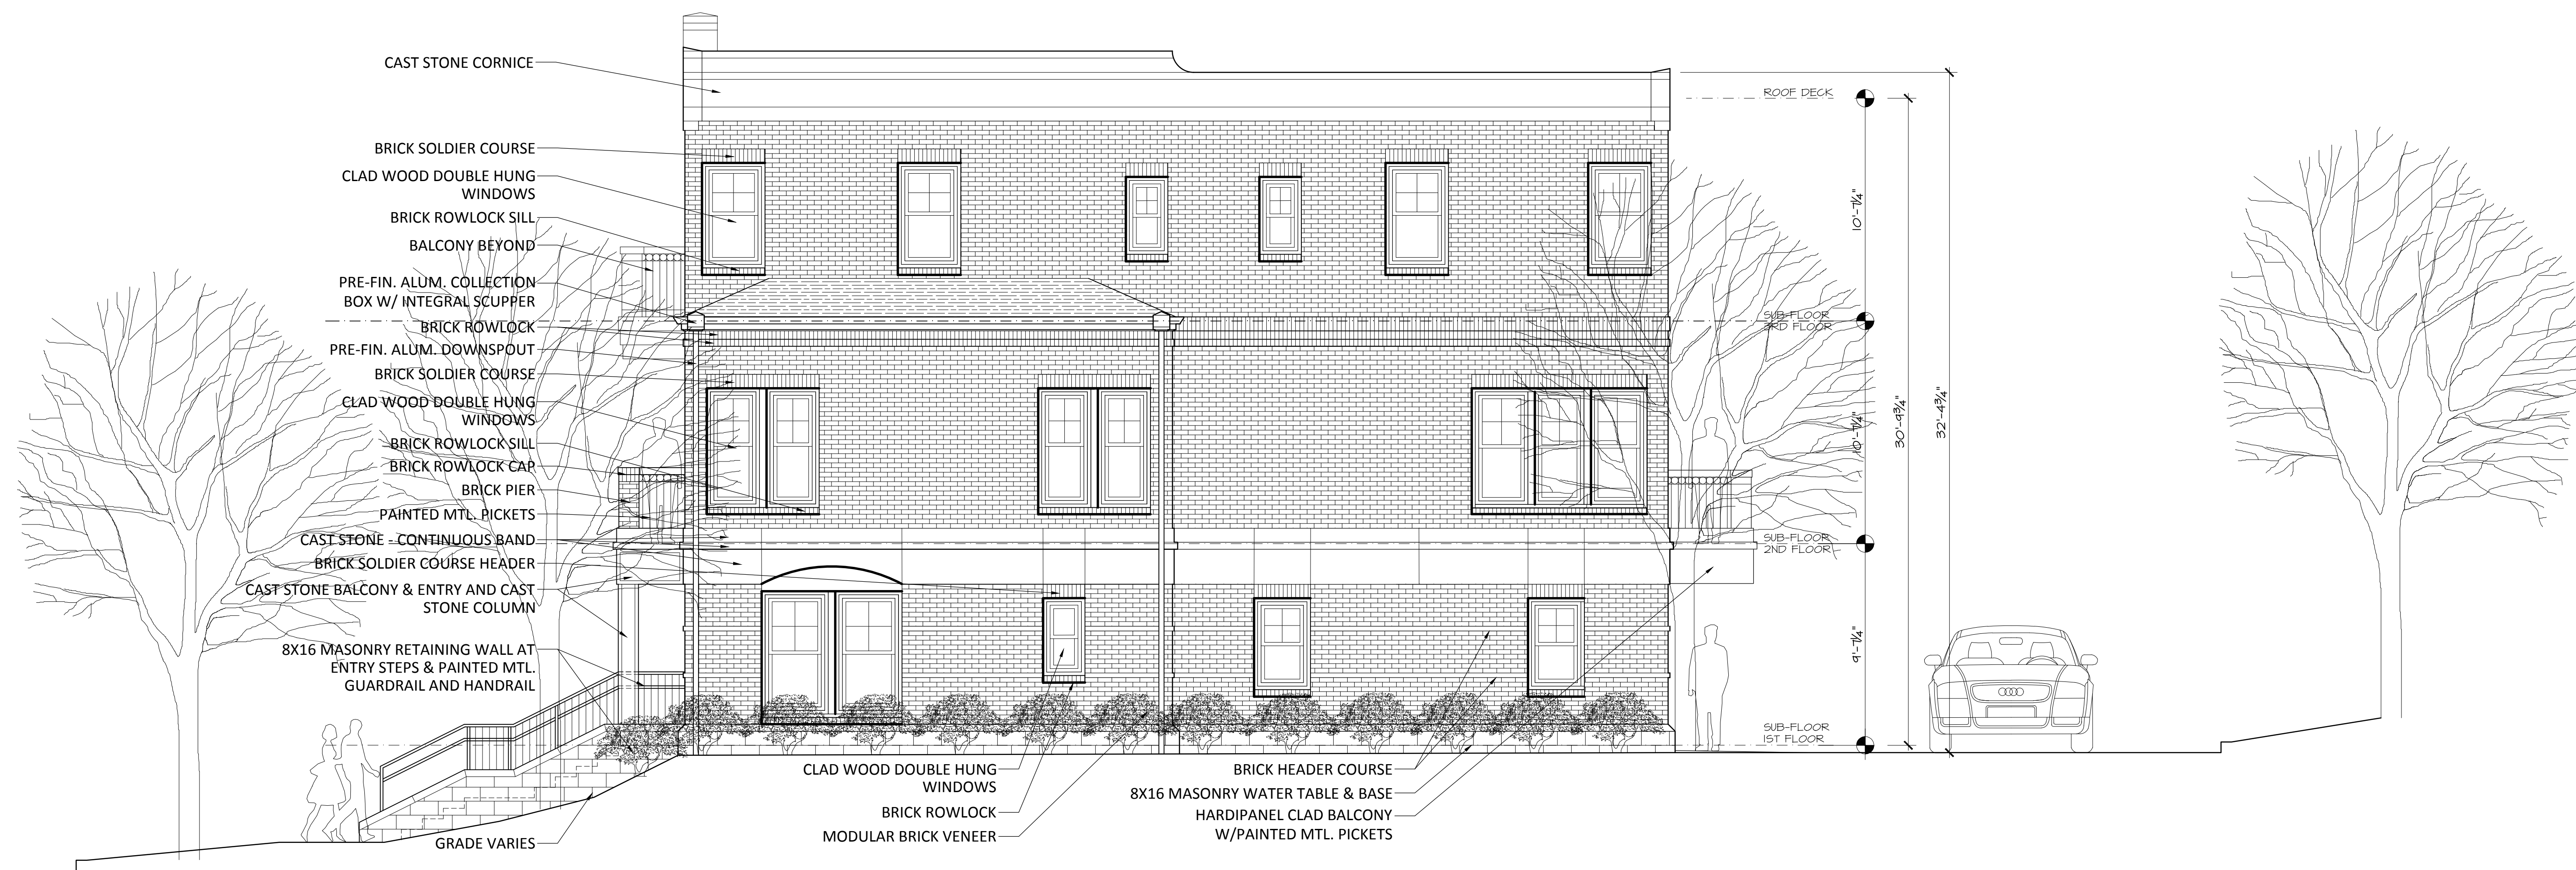 CAST STONE CORNICE
BRICK SOLDIER COURSE
CLAD WOOD DOUBLE HUNG
WINDOWS
BRICK ROWLOCK SILL
BALCONY BEYOND
PRE-FIN. ALUM. COLLECTION
BOX W/ INTEGRAL SCUPPER
BRICK ROWLOCK
PRE-FIN. ALUM. DOWNSPOUT
BRICK SOLDIER COURSE
CLAD WOOD DOUBLE HUNG
WINDOWS
BRICK ROWLOCK SILL
BRICK ROWLOCK CAP
BRICK PIER
PAINTED MTL. PICKETS
CAST STONE - CONTINUOUS BAND
BRICK SOLDIER COURSE HEADER
CAST STONE BALCONY & ENTRY AND CAST
STONE COLUMN
8X16 MASONRY RETAINING WALL AT
ENTRY STEPS & PAINTED MTL.
GUARDRAIL AND HANDRAIL
GRADE VARIES
CLAD WOOD DOUBLE HUNG
WINDOWS
BRICK ROWLOCK
MODULAR BRICK VENEER
BRICK HEADER COURSE
8X16 MASONRY WATER TABLE & BASE
HARDIPANEL CLAD BALCONY
W/PAINTED MTL. PICKETS
ROOF DECK
SUB-FLOOR
3RD FLOOR
SUB-FLOOR
2ND FLOOR
SUB-FLOOR
1ST FLOOR
10'-7¼"
10'-7¼"
9'-7¼"
30'-9¾"
32'-4¾"